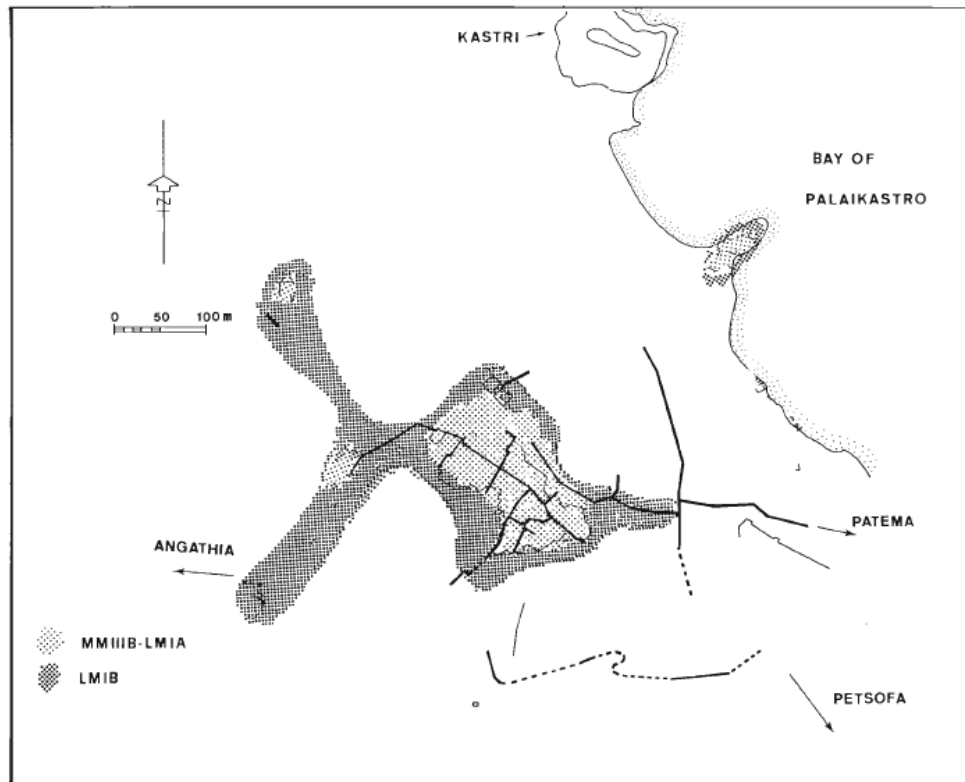 KASTRI
BAY OF
PALAIKASTRO
N
0 50 100 m
PATEMA
ANGATHIA
MMIIIB-LMIA
LMIB
PETSOFA